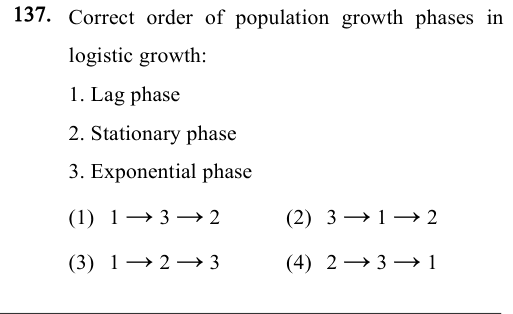 137. Correct order of population growth phases in
logistic growth:
1. Lag phase
2. Stationary phase
3. Exponential phase
(1) 1 → 3 → 2 (2) 3 → 1 → 2
(3) 1 → 2 → 3 (4) 2 → 3 → 1